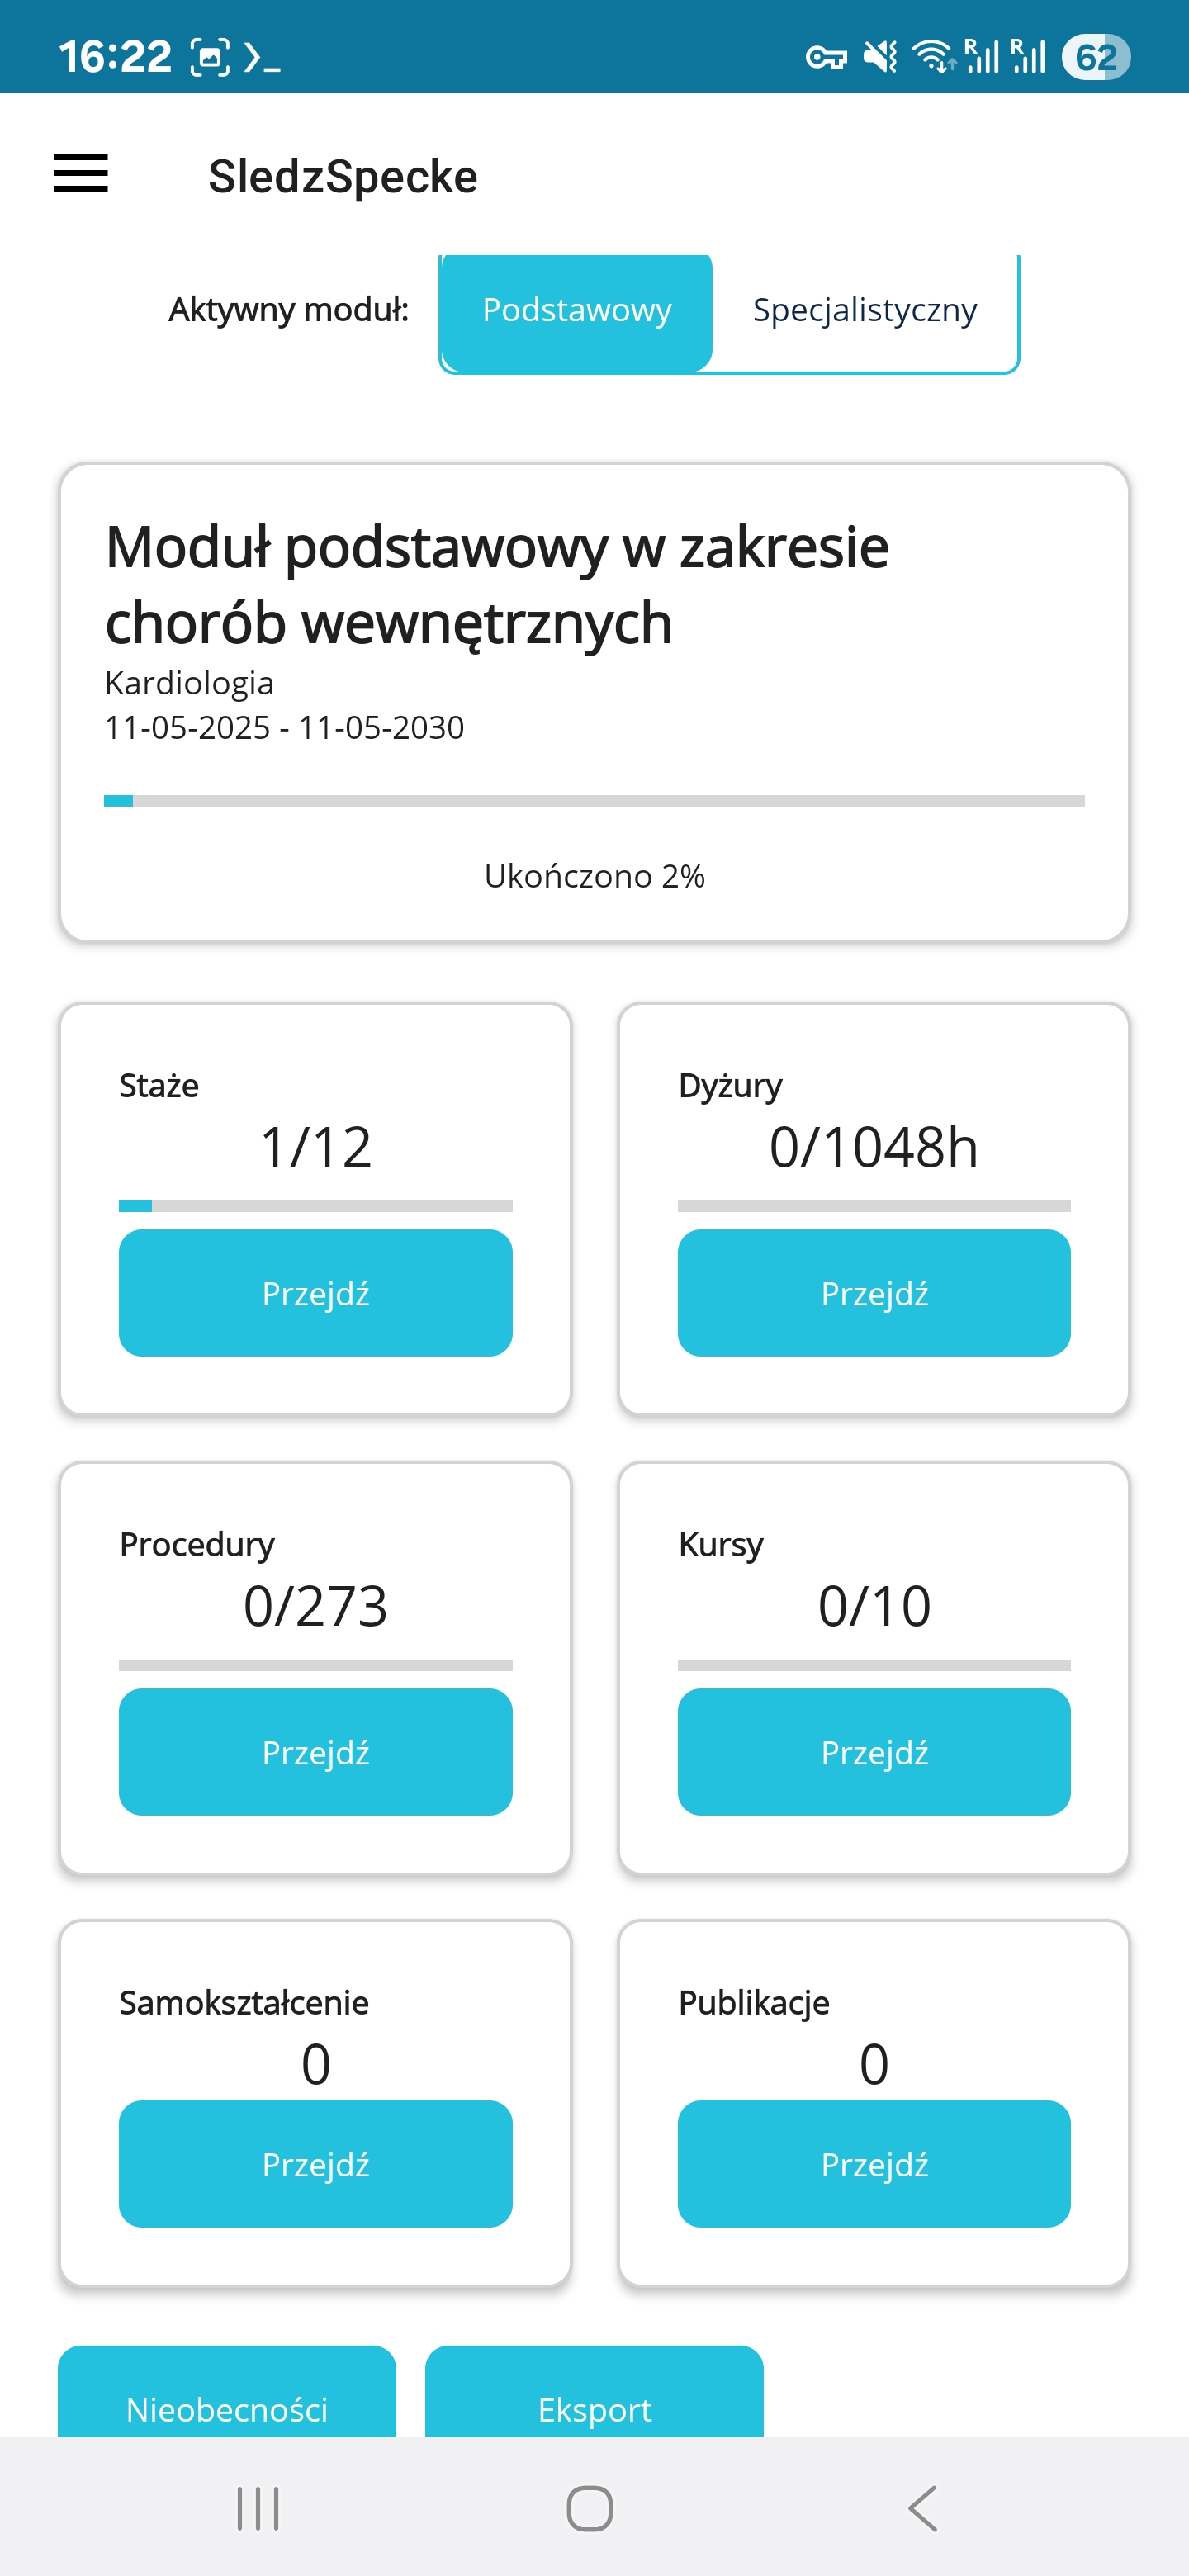 16:22
R R 62
SledzSpecke
Aktywny moduł: Podstawowy Specjalistyczny
Moduł podstawowy w zakresie
chorób wewnętrznych
Kardiologia
11-05-2025 - 11-05-2030
Ukończono 2%
Staże
1/12
Przejdź
Dyżury
0/1048h
Przejdź
Procedury
0/273
Przejdź
Kursy
0/10
Przejdź
Samokształcenie
0
Przejdź
Publikacje
0
Przejdź
Nieobecności
Eksport